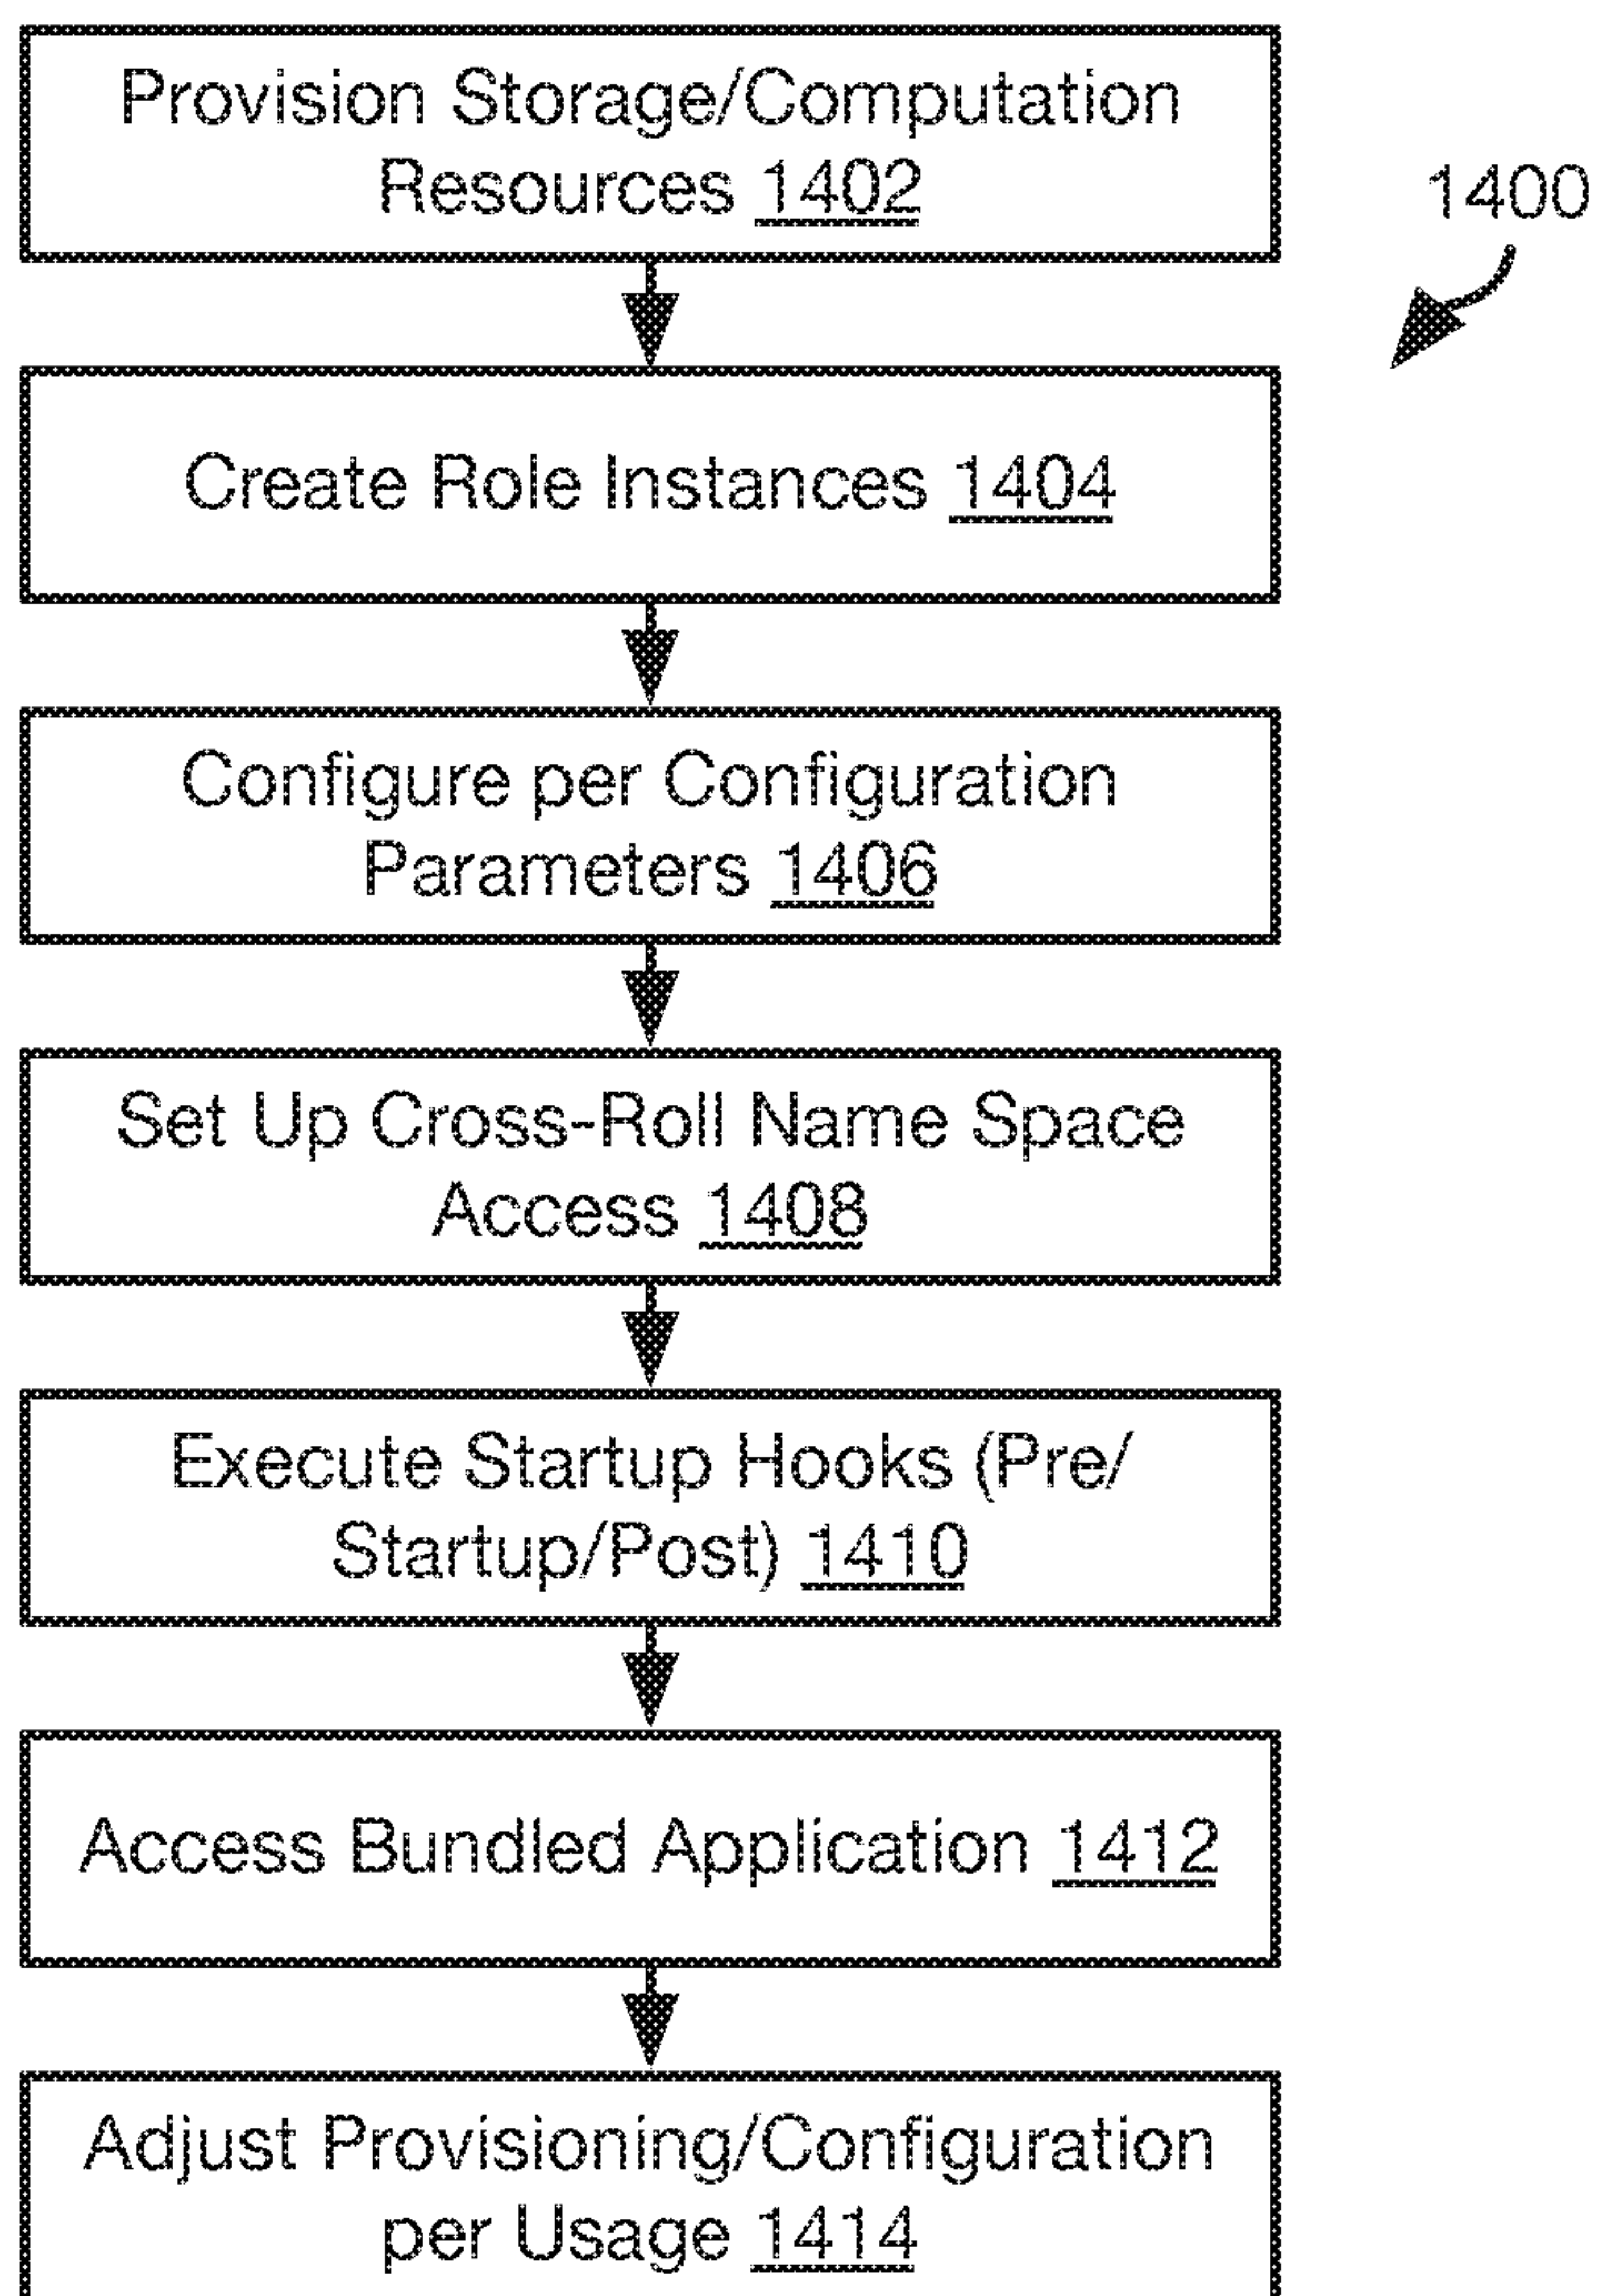 Provision Storage/Computation
Resources 1402
1400
Create Role Instances 1404
Configure per Configuration
Parameters 1406
Set Up Cross-Roll Name Space
Access 1408
Execute Startup Hooks (Pre/
Startup/Post) 1410
Access Bundled Application 1412
Adjust Provisioning/Configuration
per Usage 1414